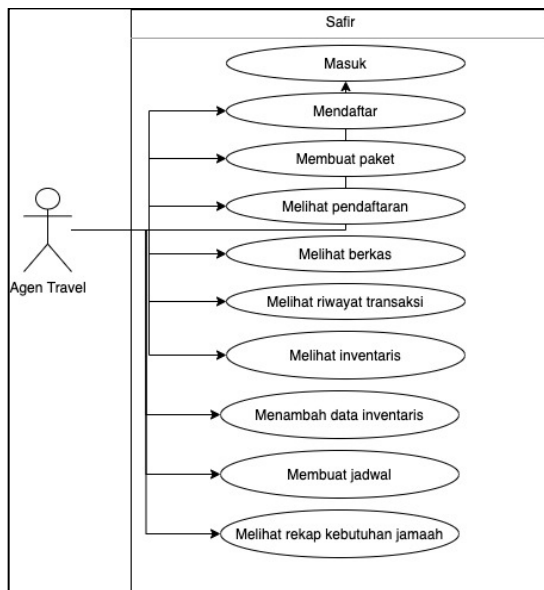 Safir
Masuk
Mendaftar
Membuat paket
Melihat pendaftaran
Agen Travel
Melihat berkas
Melihat riwayat transaksi
Melihat inventaris
Menambah data inventaris
Membuat jadwal
Melihat rekap kebutuhan jamaah